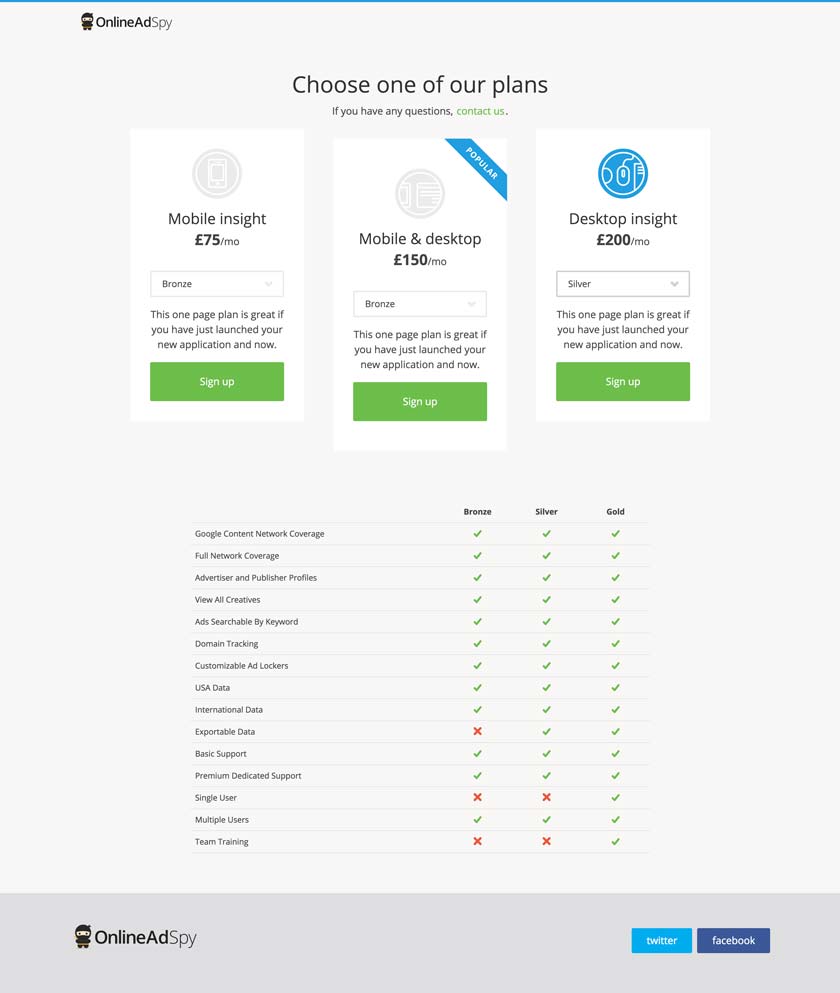 OnlineAdSpy
Choose one of our plans
If you have any questions, contact us.
Mobile insight
£75/mo
Bronze
This one page plan is great if
you have just launched your
new application and now.
Sign up
POPULAR
Mobile & desktop
£150/mo
Bronze
This one page plan is great if
you have just launched your
new application and now.
Sign up
Desktop insight
£200/mo
Silver
This one page plan is great if
you have just launched your
new application and now.
Sign up
Bronze Silver Gold
Google Content Network Coverage
Full Network Coverage
Advertiser and Publisher Profiles
View All Creatives
Ads Searchable By Keyword
Domain Tracking
Customizable Ad Lockers
USA Data
International Data
Exportable Data
Basic Support
Premium Dedicated Support
Single User
Multiple Users
Team Training
OnlineAdSpy
twitter facebook